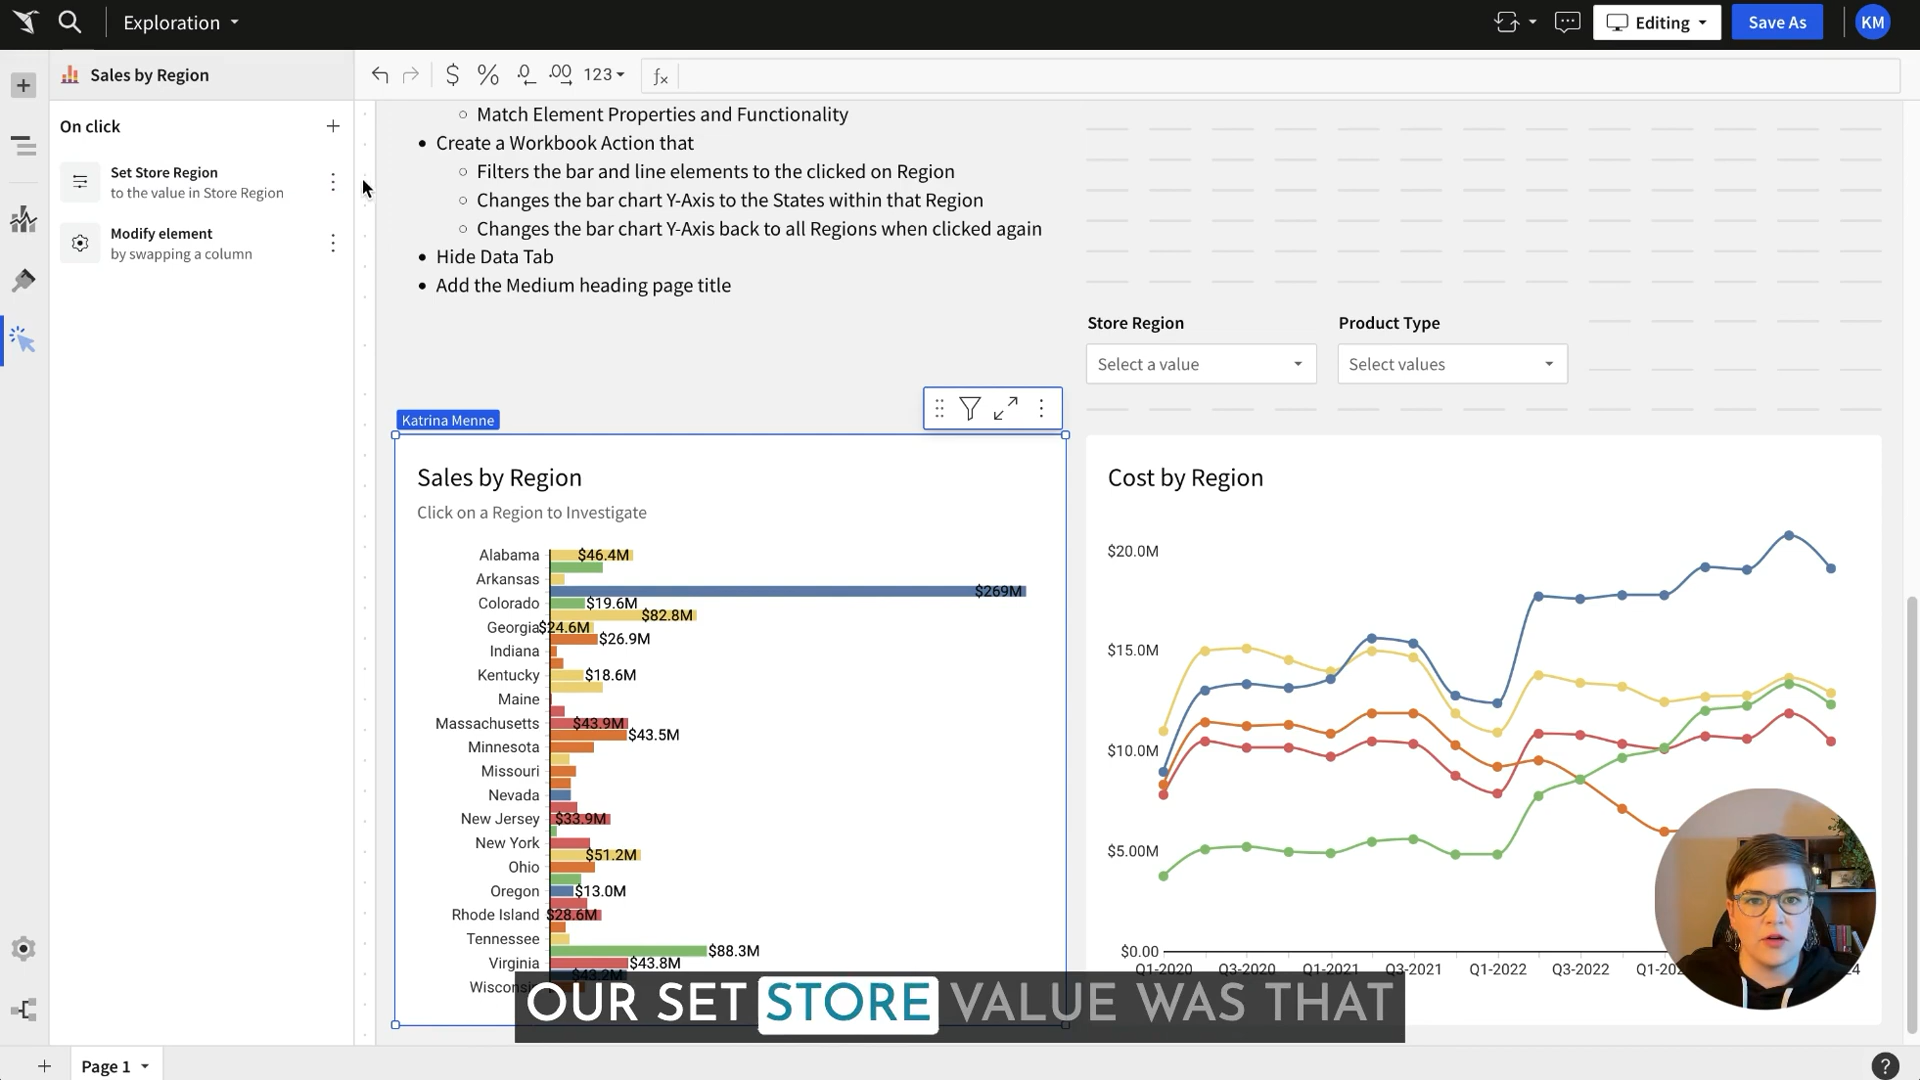 Exploration
Editing
Save As
KM
Sales by Region
$ % .0 .00 123
fx
On click
Set Store Region
to the value in Store Region
Modify element
by swapping a column
Match Element Properties and Functionality
Create a Workbook Action that
Filters the bar and line elements to the clicked on Region
Changes the bar chart Y-Axis to the States within that Region
Changes the bar chart Y-Axis back to all Regions when clicked again
Hide Data Tab
Add the Medium heading page title
Store Region
Product Type
Select a value
Select values
Katrina Menne
Sales by Region
Click on a Region to Investigate
Alabama $46.4M
Arkansas
$269M
Colorado $19.6M
$82.8M
Georgia $24.6M
$26.9M
Indiana
Kentucky $18.6M
Maine
Massachusetts $43.9M
$43.5M
Minnesota
Missouri
Nevada
New Jersey $33.9M
New York
$51.2M
Ohio
Oregon $13.0M
Rhode Island $28.6M
Tennessee
$88.3M
Virginia $43.8M
$43.2M
Cost by Region
$20.0M
$15.0M
$10.0M
$5.00M
$0.00
Q1-2020 Q3-2020 Q1-2021 Q3-2021 Q1-2022 Q3-2022
OUR SET STORE VALUE WAS THAT
Page 1
?